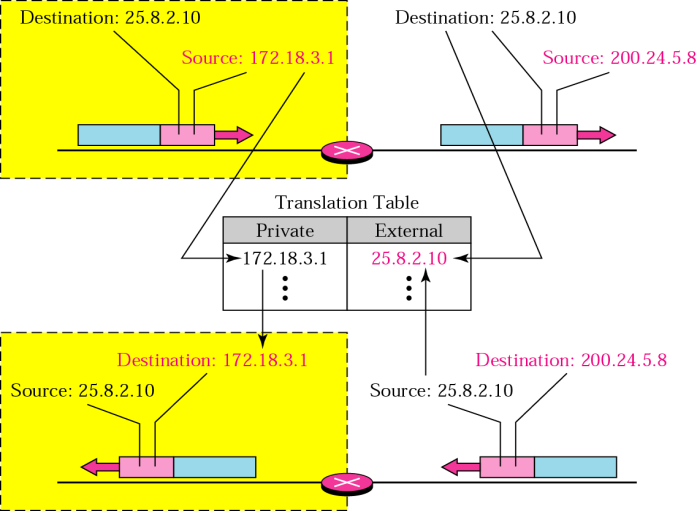 Destination: 25.8.2.10
Destination: 25.8.2.10
Source: 172.18.3.1
Source: 200.24.5.8
Translation Table
Private External
172.18.3.1 25.8.2.10
Destination: 172.18.3.1
Destination: 200.24.5.8
Source: 25.8.2.10
Source: 25.8.2.10